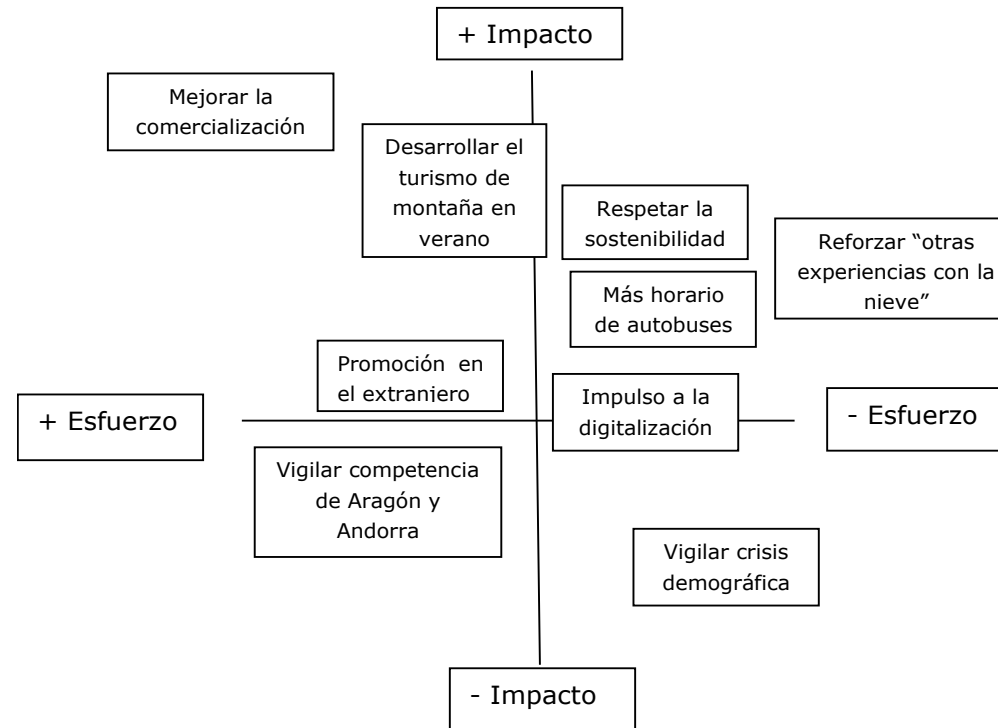 + Impacto
Mejorar la
comercialización
Desarrollar el
turismo de
montaña en
verano
Respetar la
sostenibilidad
Reforzar “otras
experiencias con la
nieve”
Más horario
de autobuses
Promoción en
el extranjero
Impulso a la
digitalización
+ Esfuerzo
- Esfuerzo
Vigilar competencia
de Aragón y
Andorra
Vigilar crisis
demográfica
- Impacto